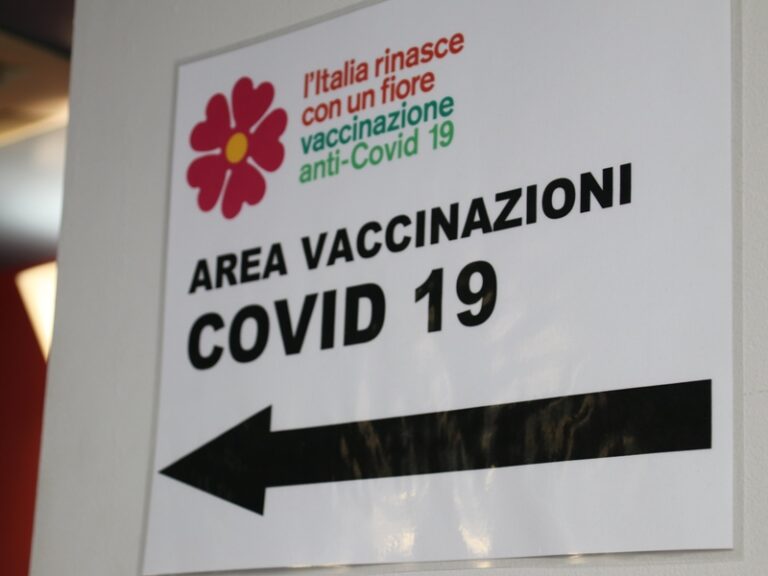 l'Italia rinasce
con un fiore
vaccinazione
anti-Covid 19
AREA VACCINAZIONI
COVID 19